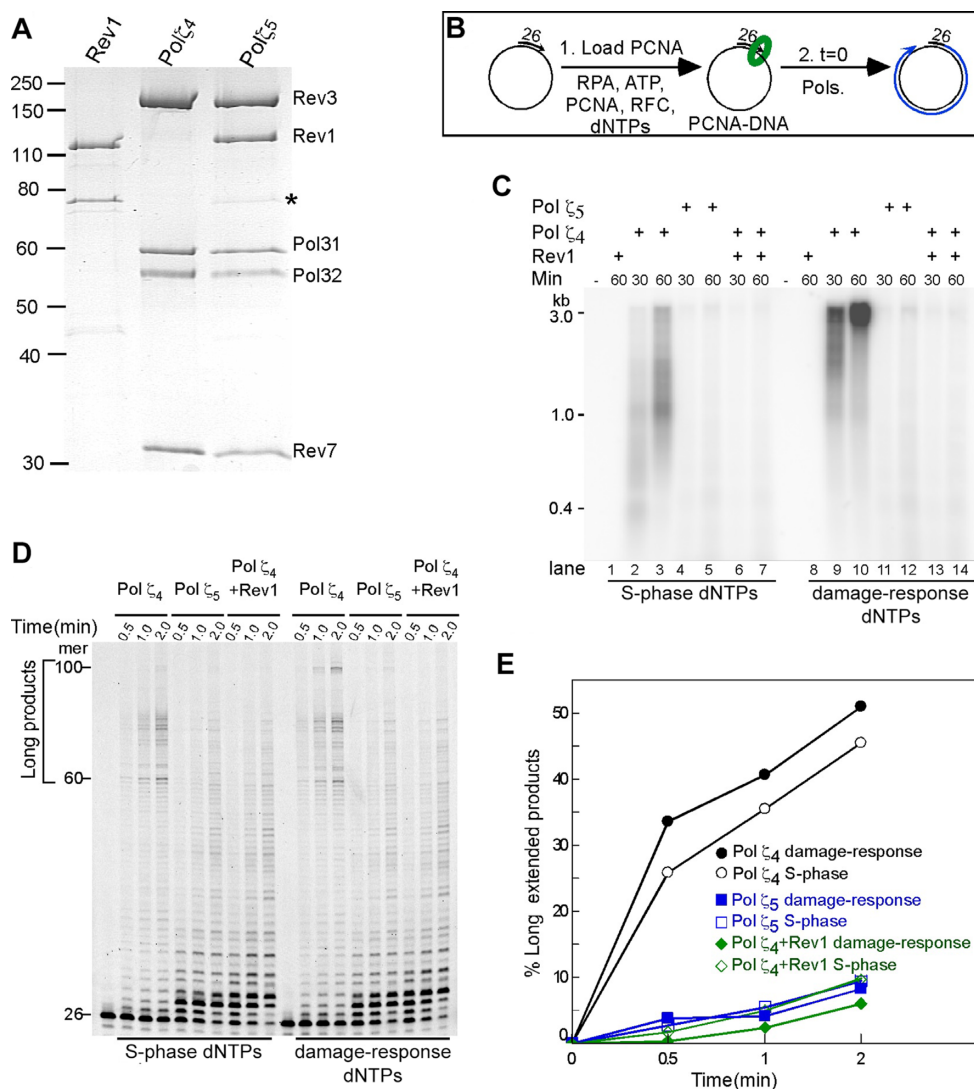 A
Rev1
Polζ4
Polζ5
250
150
110
80
60
50
40
30
Rev3
Rev1
*
Pol31
Pol32
Rev7
B
26
1. Load PCNA
RPA, ATP,
PCNA, RFC,
dNTPs
26
PCNA-DNA
2. t=0
Pols.
26
C
Pol ζ5 + + + +
Pol ζ4 + + + + + + + +
Rev1 + + + + + +
Min - 60 30 60 30 60 30 60 - 60 30 60 30 60 30 60
kb
3.0
1.0
0.4
lane 1 2 3 4 5 6 7 8 9 10 11 12 13 14
S-phase dNTPs
damage-response
dNTPs
D
Pol ζ4 Pol ζ5 Pol ζ4 +Rev1 Pol ζ4 Pol ζ5 Pol ζ4 +Rev1
Time(min) 0.5 1.0 2.0 0.5 1.0 2.0 0.5 1.0 2.0 0.5 1.0 2.0 0.5 1.0 2.0 0.5 1.0 2.0
mer
100
Long products
60
26
S-phase dNTPs
damage-response
dNTPs
E
% Long extended products
50
40
30
20
10
0
Pol ζ4 damage-response
Pol ζ4 S-phase
Pol ζ5 damage-response
Pol ζ5 S-phase
Pol ζ4+Rev1 damage-response
Pol ζ4+Rev1 S-phase
0 0.5 1 2
Time(min)